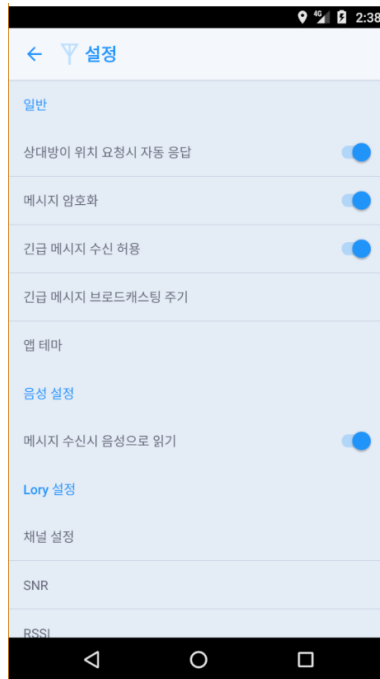 4G 2:38
설정
일반
상대방이 위치 요청시 자동 응답
메시지 암호화
긴급 메시지 수신 허용
긴급 메시지 브로드캐스팅 주기
앱 테마
음성 설정
메시지 수신시 음성으로 읽기
Lory 설정
채널 설정
SNR
RSSI